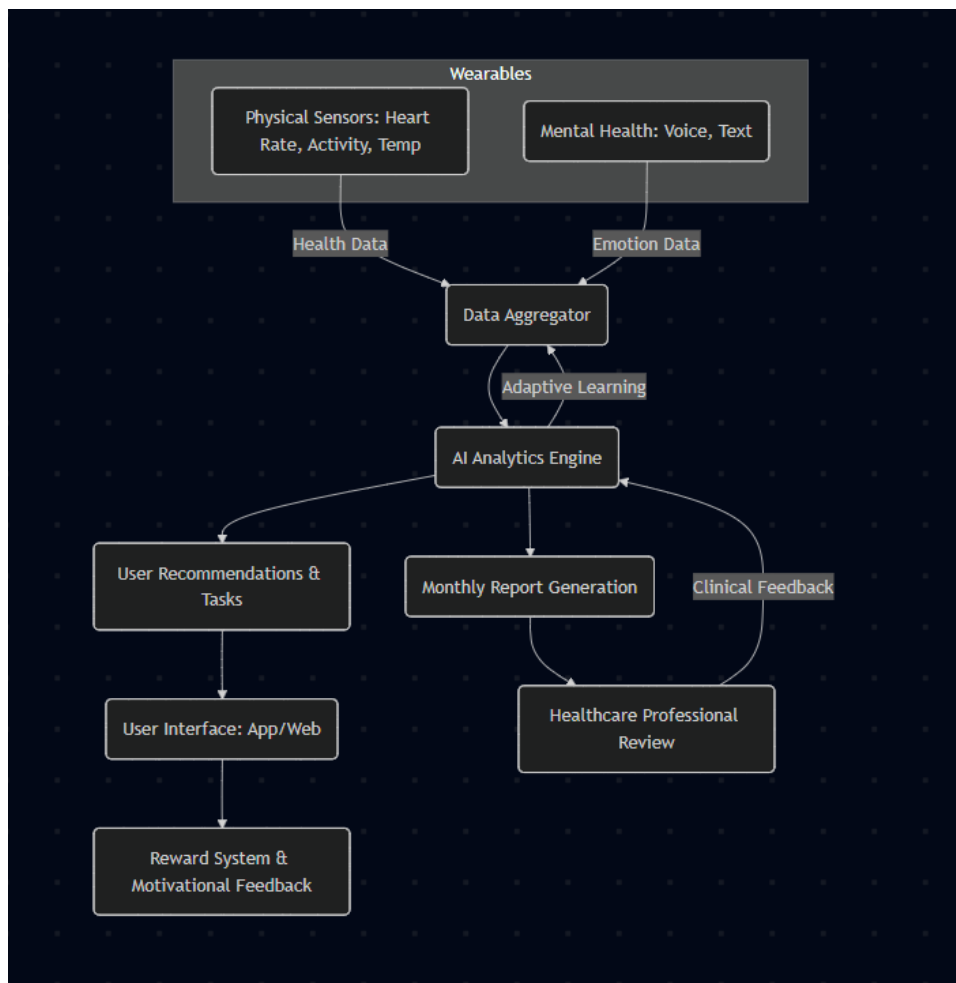 Wearables
Physical Sensors: Heart
Rate, Activity, Temp
Mental Health: Voice, Text
Health Data
Emotion Data
Data Aggregator
Adaptive Learning
AI Analytics Engine
User Recommendations &
Tasks
Monthly Report Generation
Clinical Feedback
User Interface: App/Web
Healthcare Professional
Review
Reward System &
Motivational Feedback